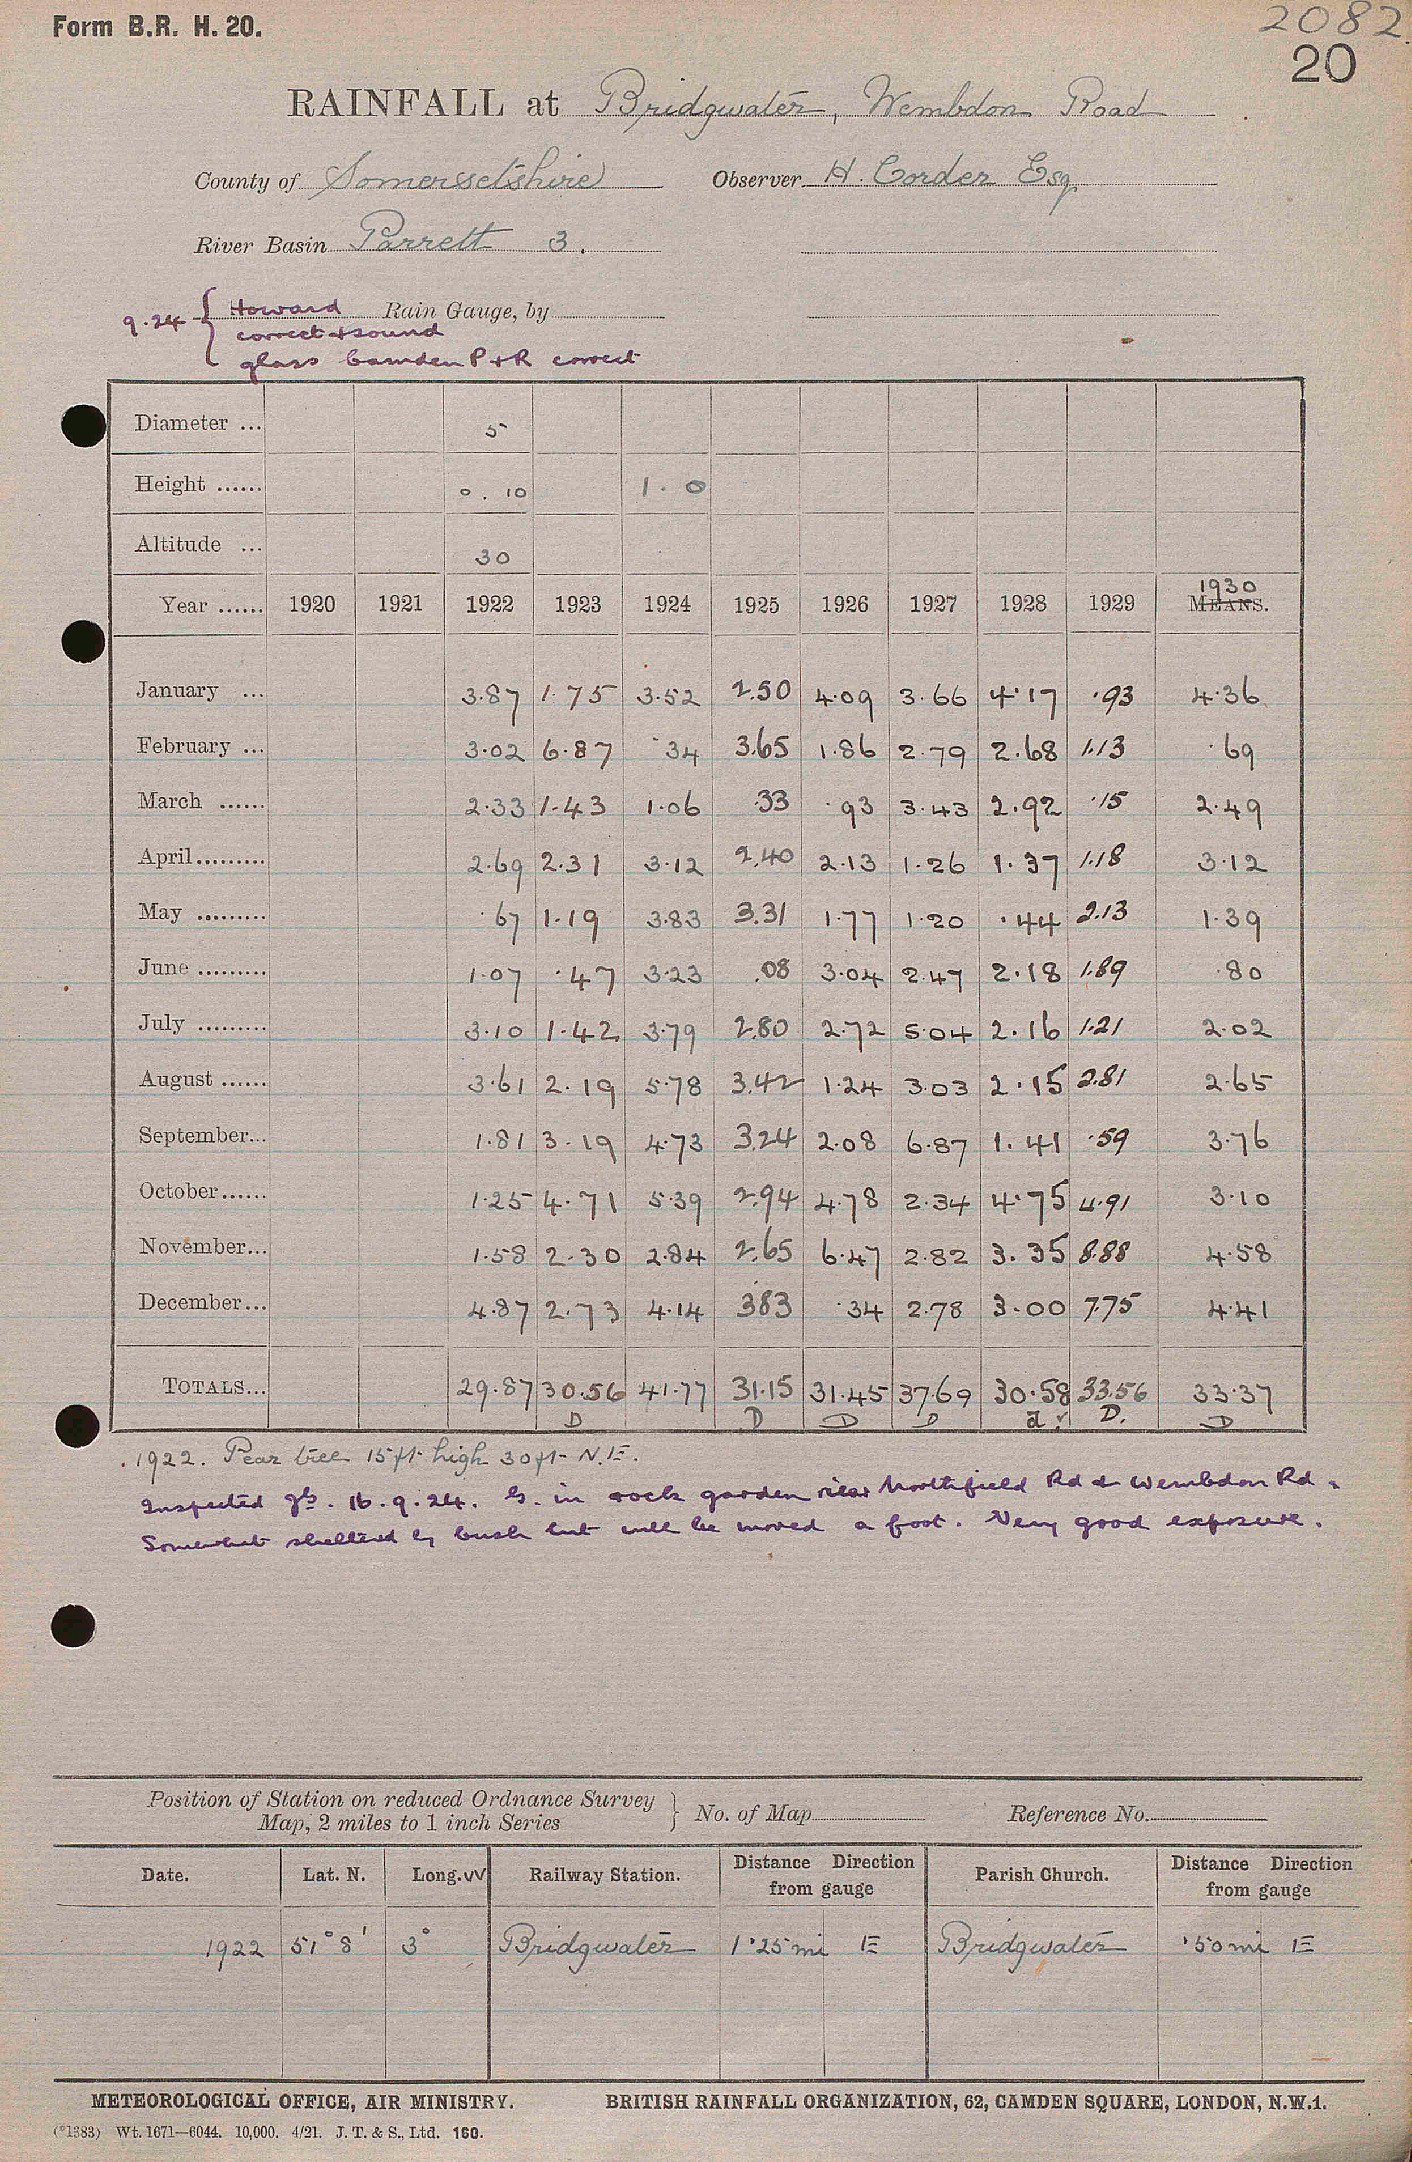 Form B.R. H. 20.
2082
20
RAINFALL at Bridgwater, Wembdon Road
County of Somersetshire Observer H. Corder Esq
River Basin Parrett 3.
9.24 { Howard Rain Gauge, by
correct & sound
glass Camden P & R correct
Diameter ... 5
Height ...... 0.10 1.0
Altitude ... 30
1930
Year ...... 1920 1921 1922 1923 1924 1925 1926 1927 1928 1929 MEANS.
January ... 3.87 1.75 3.52 2.50 4.09 3.66 4.17 .93 4.36
February ... 3.02 6.87 .34 3.65 1.86 2.79 2.68 1.13 .69
March ...... 2.33 1.43 1.06 .33 .93 3.43 2.92 .15 2.49
April......... 2.69 2.31 3.12 2.40 2.13 1.26 1.37 1.18 3.12
May ......... .67 1.19 3.83 3.31 1.77 1.20 .44 2.13 1.39
June ......... 1.07 .47 3.23 .08 3.04 2.47 2.18 1.89 .80
July ......... 3.10 1.42 3.79 2.80 2.72 5.04 2.16 1.21 2.02
August ...... 3.61 2.19 5.78 3.42 1.24 3.03 2.15 2.81 2.65
September... 1.81 3.19 4.73 3.24 2.08 6.87 1.41 .59 3.76
October...... 1.25 4.71 5.39 2.94 4.78 2.34 4.75 4.91 3.10
November... 1.58 2.30 2.84 2.65 6.47 2.82 3.35 8.88 4.58
December... 4.87 2.73 4.14 3.83 .34 2.78 3.00 7.75 4.41
TOTALS... 29.87 30.56 41.77 31.15 31.45 37.69 30.58 33.56 33.37
D D D D d ✓ D. D
1922. Pear tree 15 ft high 30 ft N.E.
Inspected 16.9.24. G. in rock garden near Northfield Rd & Wembdon Rd.
Somewhat sheltered by bush but will be moved a foot. Very good exposure.
Position of Station on reduced Ordnance Survey Map, 2 miles to 1 inch Series } No. of Map Reference No.
Date. Lat. N. Long. W Railway Station. Distance Direction from gauge Parish Church. Distance Direction from gauge
1922 51° 8' 3° Bridgwater 1.25 mi E Bridgwater .50 mi E
METEOROLOGICAL OFFICE, AIR MINISTRY. BRITISH RAINFALL ORGANIZATION, 62, CAMDEN SQUARE, LONDON, N.W.1.
(*1383) Wt. 1671—6044. 10,000. 4/21. J. T. & S., Ltd. 160.